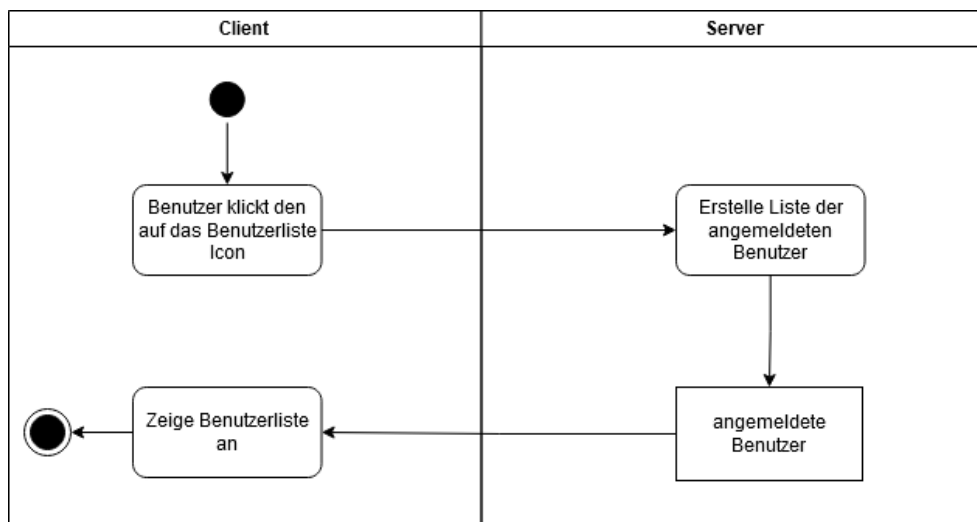 Client
Server
Benutzer klickt den
auf das Benutzerliste
Icon
Erstelle Liste der
angemeldeten
Benutzer
Zeige Benutzerliste
an
angemeldete
Benutzer